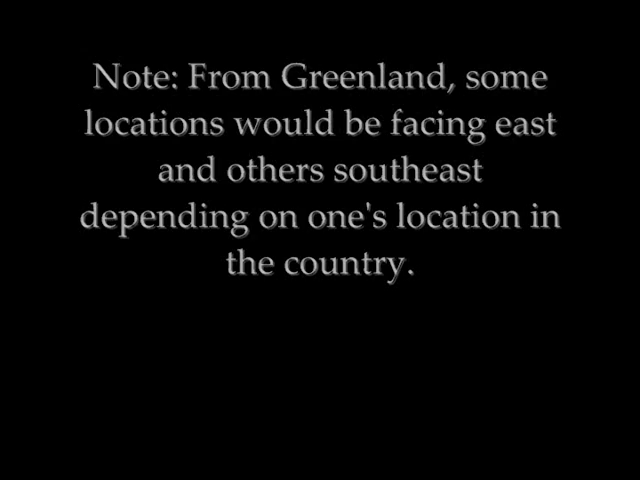 Note: From Greenland, some
locations would be facing east
and others southeast
depending on one's location in
the country.